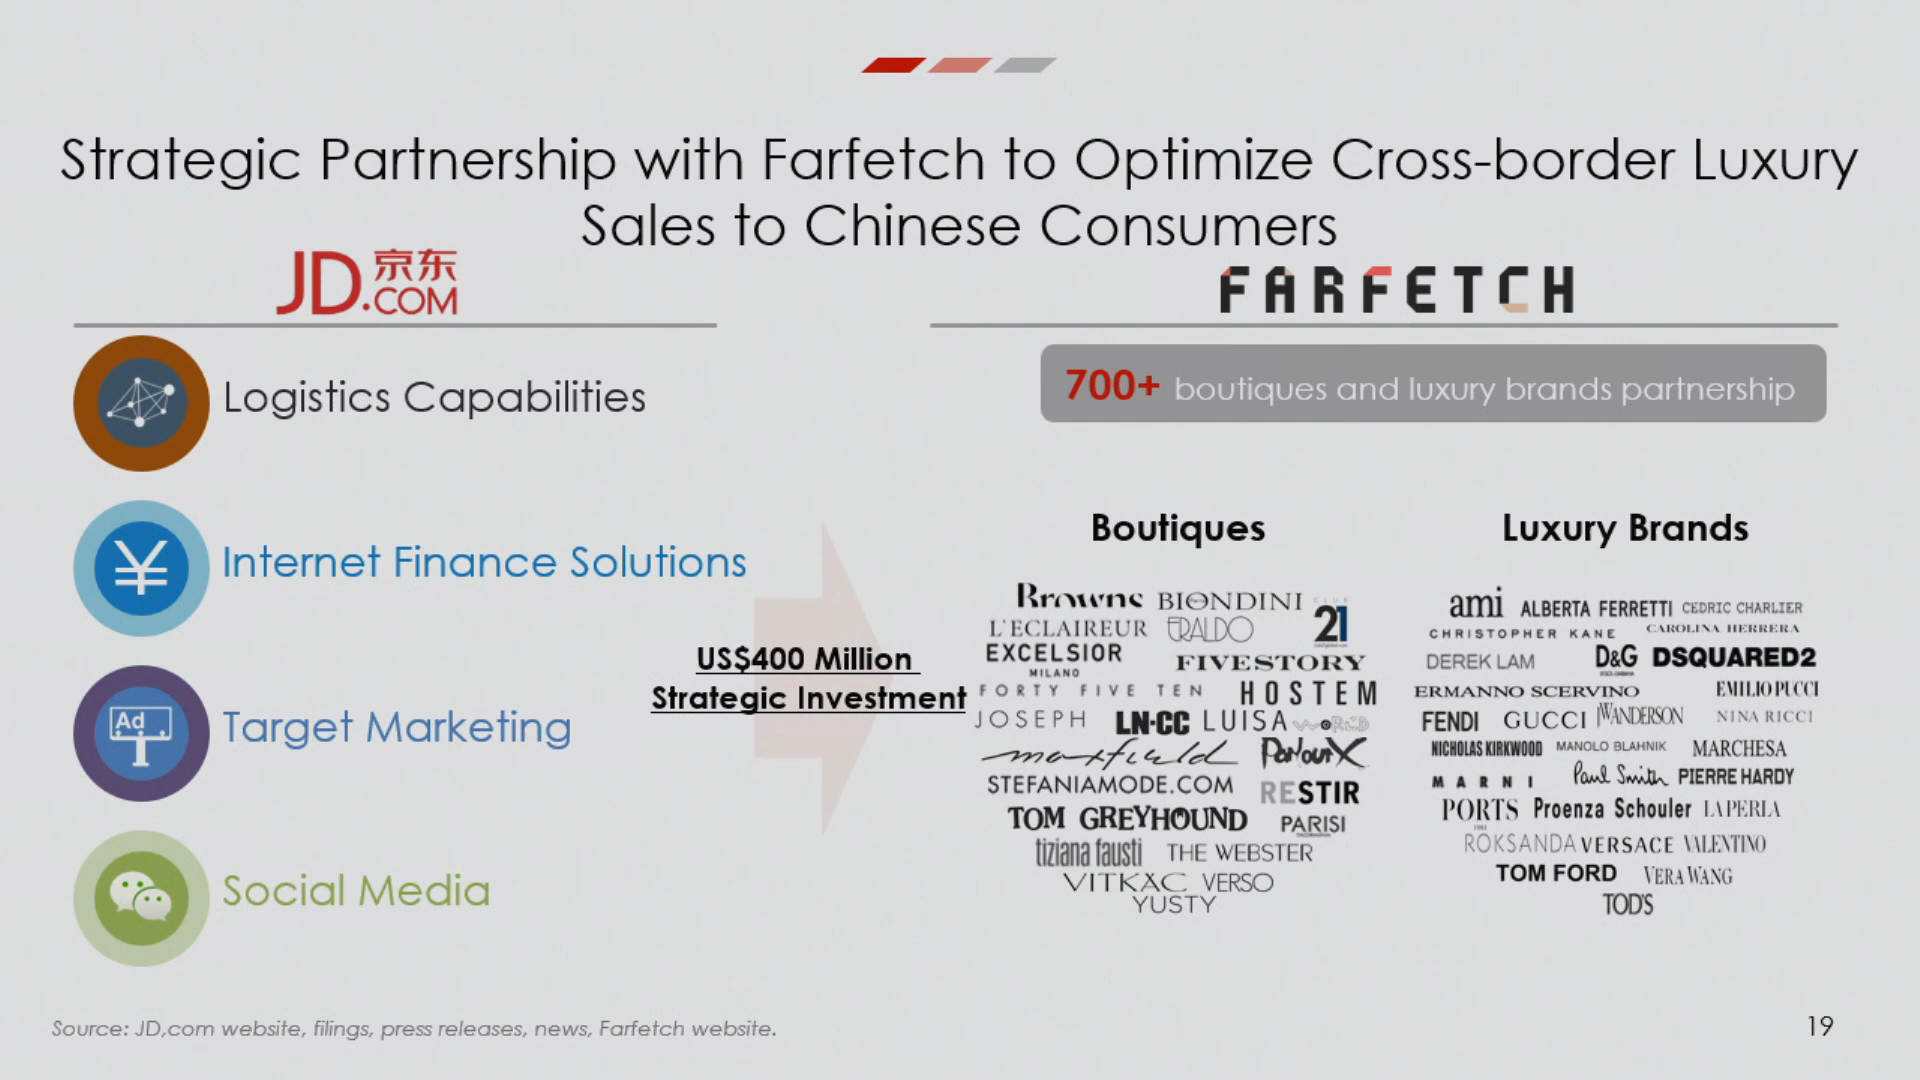 Strategic Partnership with Farfetch to Optimize Cross-border Luxury
Sales to Chinese Consumers
JD.COM 京东
FARFETCH
Logistics Capabilities
700+ boutiques and luxury brands partnership
Internet Finance Solutions
US$400 Million
Strategic Investment
Target Marketing
Ad
Social Media
Boutiques
Browns BIONDINI
CLUB 21
L'ECLAIREUR ERALDO
EXCELSIOR
MILANO
FIVESTORY
FORTY FIVE TEN HOSTEM
JOSEPH LN-CC LUISA WORLD
maxfield
STEFANIAMODE.COM RESTIR
TOM GREYHOUND PARISI
tiziana fausti THE WEBSTER
VITKAC VERSO
YUSTY
Luxury Brands
ami ALBERTA FERRETTI CEDRIC CHARLIER
CHRISTOPHER KANE CAROLINA HERRERA
DEREK LAM D&G DSQUARED2
ERMANNO SCERVINO EMILIO PUCCI
FENDI GUCCI JWANDERSON NINA RICCI
NICHOLAS KIRKWOOD MANOLO BLAHNIK MARCHESA
MARNI Paul Smith PIERRE HARDY
PORTS 1961 Proenza Schouler LA PERLA
ROKSANDA VERSACE VALENTINO
TOM FORD VERA WANG
TOD'S
Source: JD,com website, filings, press releases, news, Farfetch website.
19